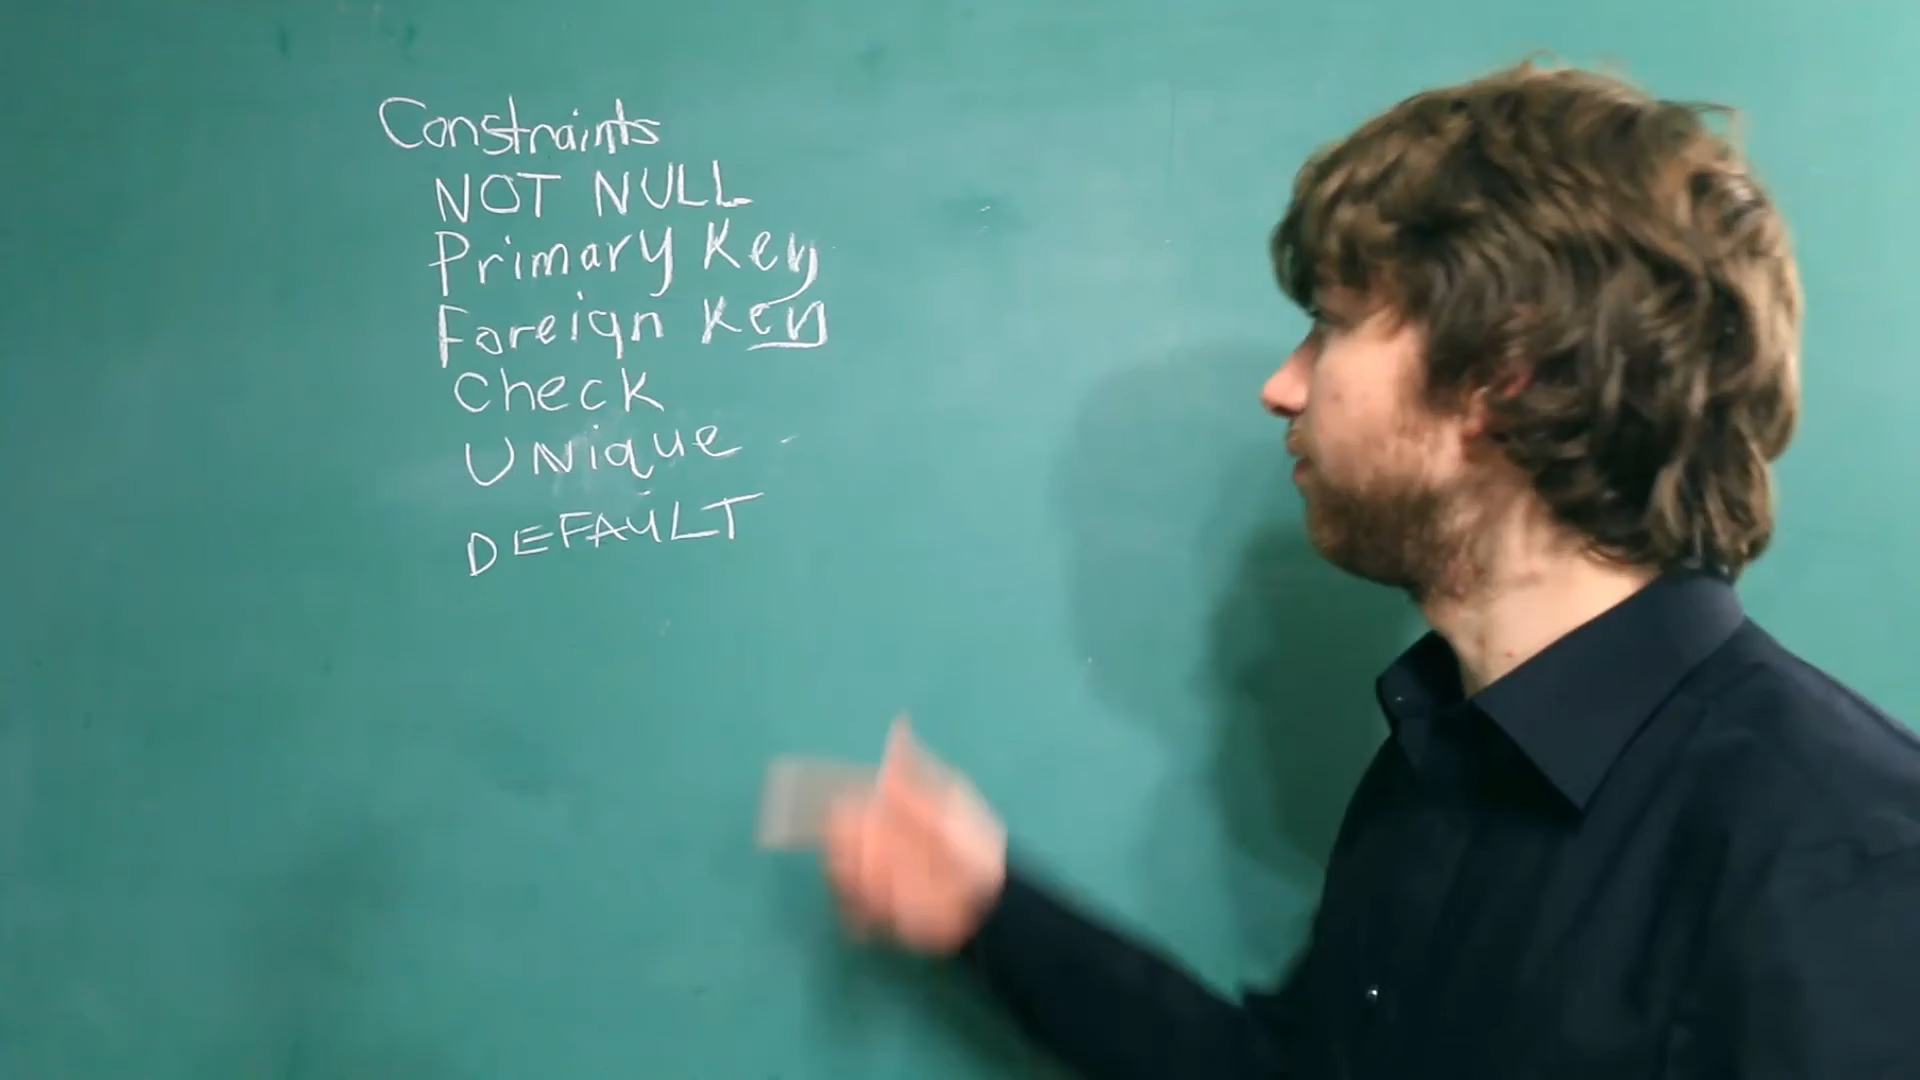 Constraints
NOT NULL
Primary Key
Foreign Key
Check
UNique
DEFAULT